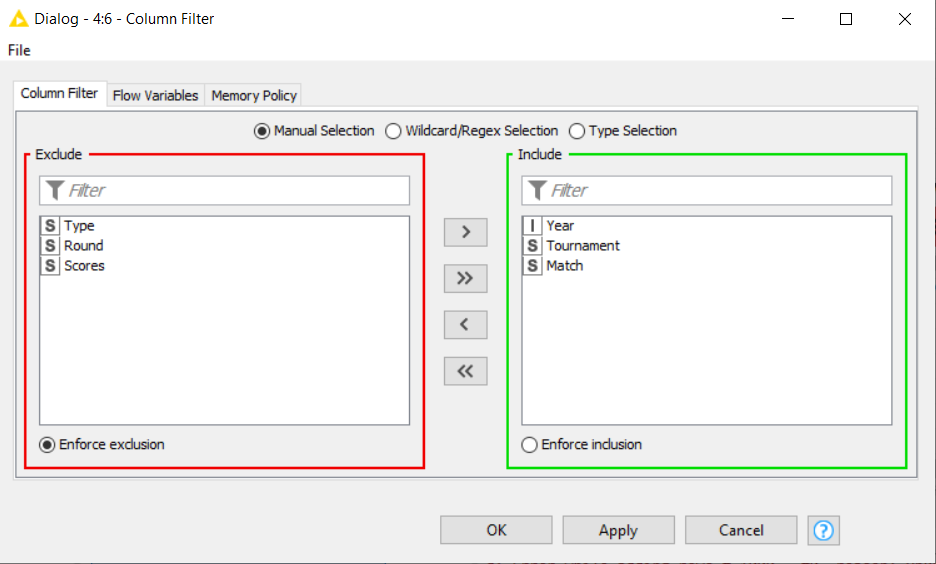 Dialog - 4:6 - Column Filter
File
Column Filter Flow Variables Memory Policy
Manual Selection Wildcard/Regex Selection Type Selection
Exclude
Filter
S Type
S Round
S Scores
Enforce exclusion
>
>>
<
<<
Include
Filter
I Year
S Tournament
S Match
Enforce inclusion
OK Apply Cancel ?